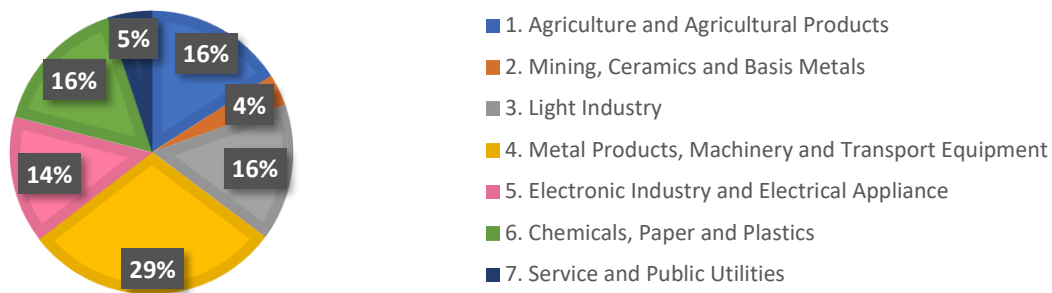 5%
16%
16%
4%
14%
16%
29%
1. Agriculture and Agricultural Products
2. Mining, Ceramics and Basis Metals
3. Light Industry
4. Metal Products, Machinery and Transport Equipment
5. Electronic Industry and Electrical Appliance
6. Chemicals, Paper and Plastics
7. Service and Public Utilities